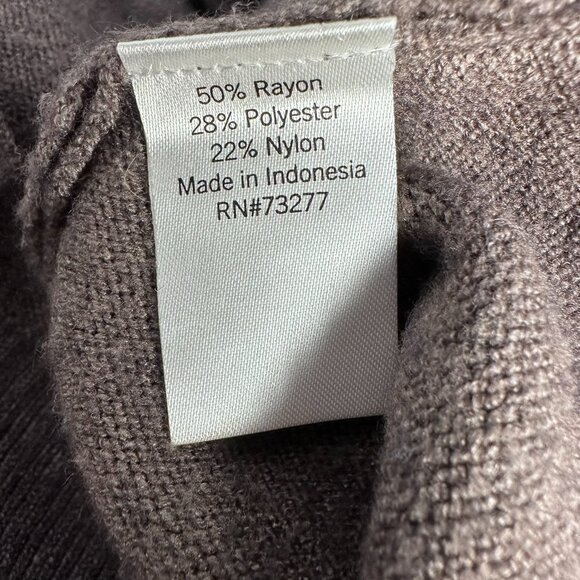 50% Rayon
28% Polyester
22% Nylon
Made in Indonesia
RN#73277